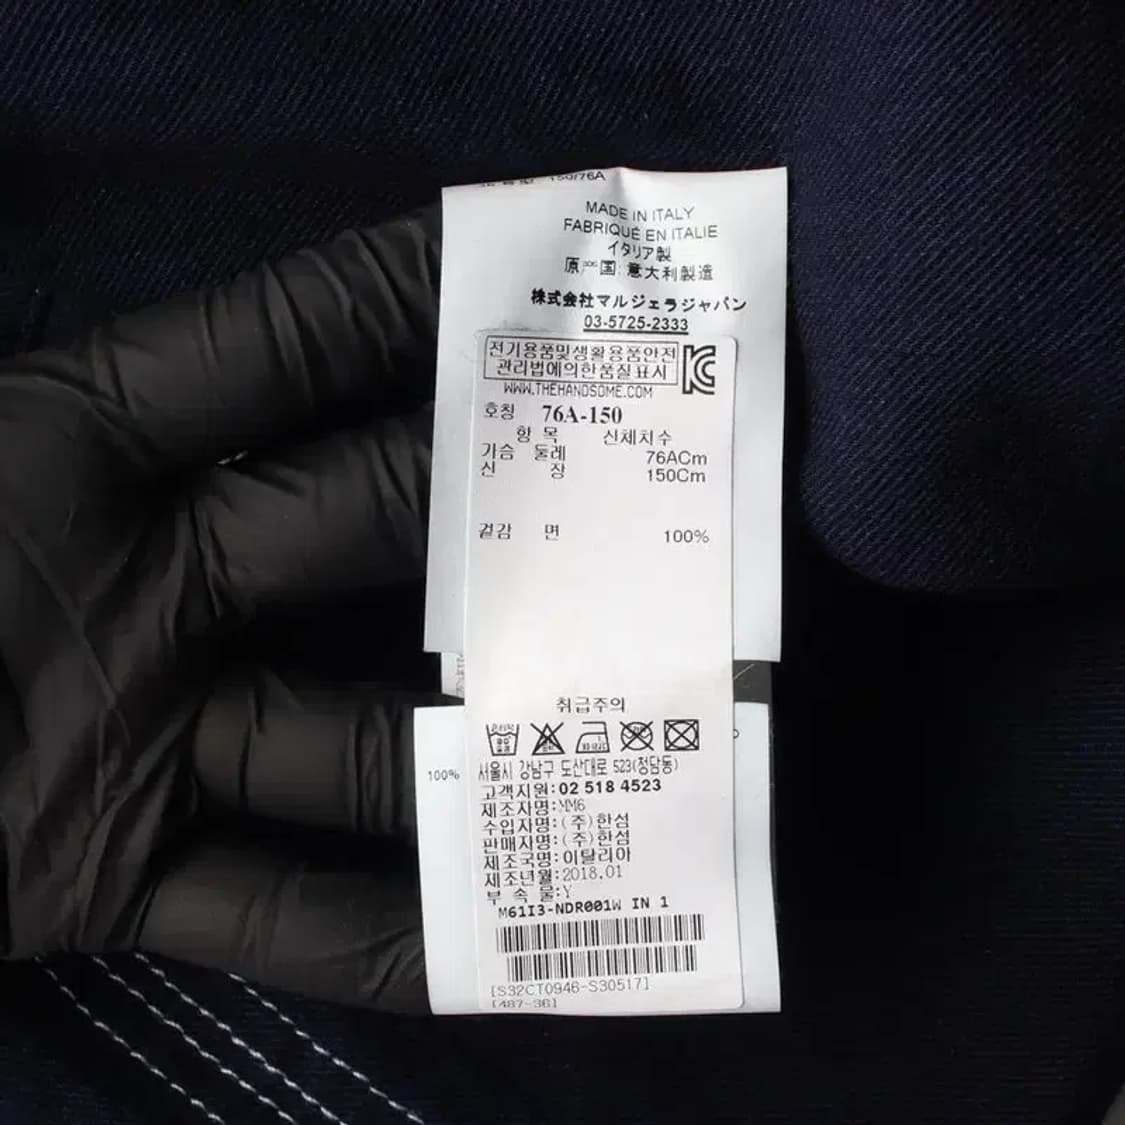 150/76A
MADE IN ITALY
FABRIQUÉ EN ITALIE
イタリア製
原产国: 意大利製造
株式会社マルジェラジャパン
03-5725-2333
전기용품및생활용품안전
관리법에의한품질표시
WWW.THEHANDSOME.COM
호칭 76A-150
항 목 신체치수
가슴 둘레 76ACm
신 장 150Cm
겉감 면 100%
취급주의
100%
서울시 강남구 도산대로 523(청담동)
고객지원:02 518 4523
제조자명:MM6
수입자명:(주)한섬
판매자명:(주)한섬
제조국명:이탈리아
제조년월:2018.01
부 속 물:Y
M61I3-NDR001W IN 1
[S32CT0946-S30517]
[487-36]